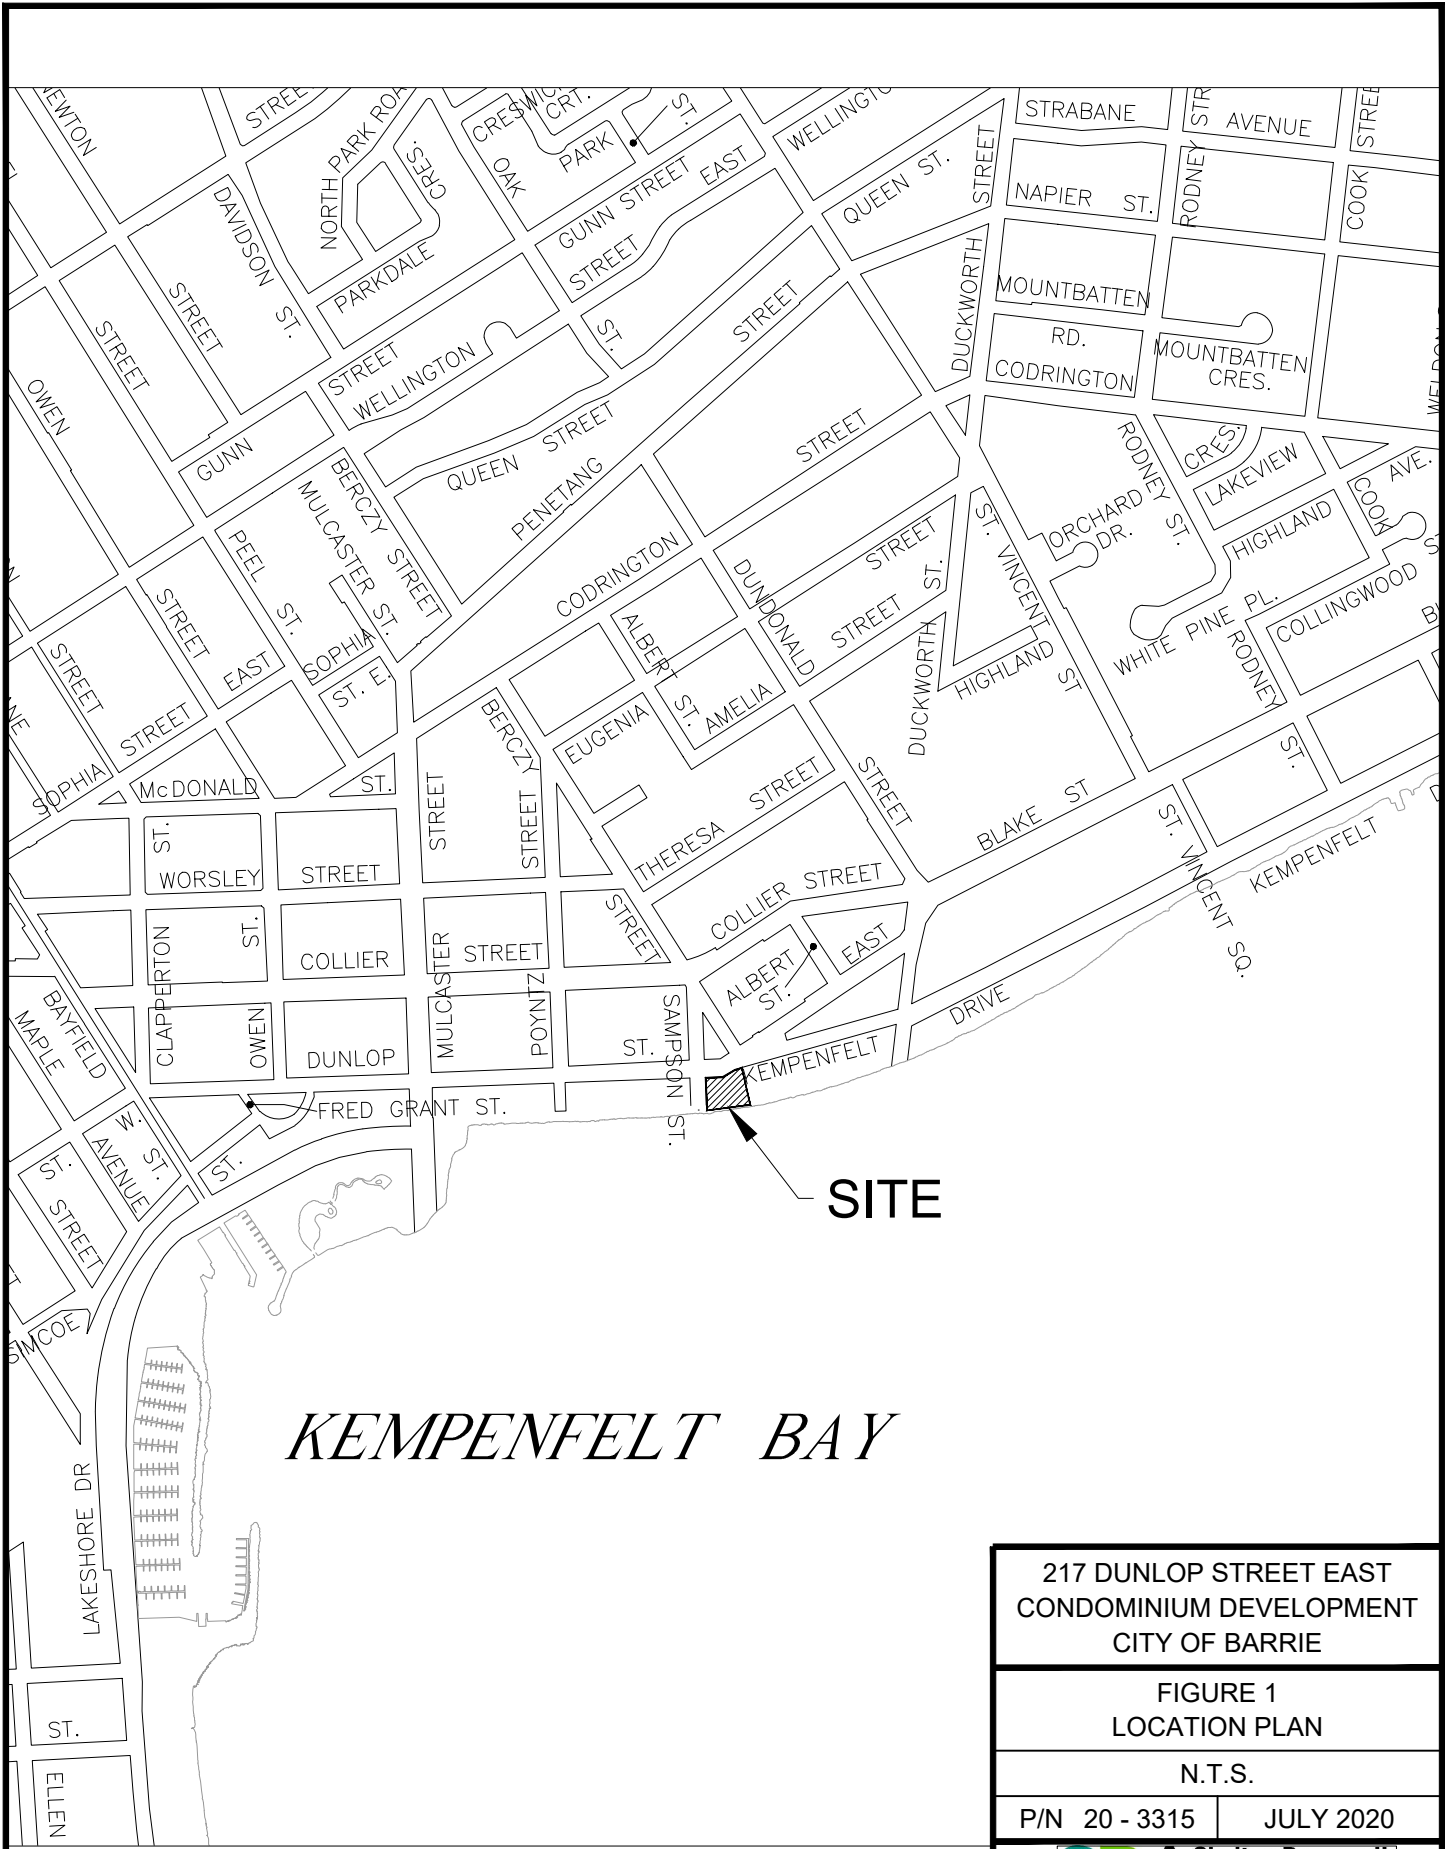 STREET
NORTH PARK ROAD
CRES.
PARKDALE
CRT.
OAK
PARK
ST.
GUNN STREET EAST
STREET
WELLINGTON
QUEEN ST.
STREET
DUCKWORTH
STRABANE
AVENUE
NAPIER ST.
RODNEY
COOK
MOUNTBATTEN
RD.
CODRINGTON
MOUNTBATTEN
CRES.
DAVIDSON ST.
STREET
STREET
OWEN
STREET
WELLINGTON
ST.
STREET
GUNN
QUEEN STREET
PENETANG
STREET
BERCZY STREET
MULCASTER ST.
PEEL ST.
SOPHIA
ST. E.
STREET
EAST
STREET
STREET
SOPHIA
CODRINGTON
DUNDONALD
STREET
STREET
STREET
ALBERT ST.
AMELIA
EUGENIA
BERCZY
STREET
DUCKWORTH
ST.
ST. VINCENT
ST
HIGHLAND
ORCHARD
DR.
RODNEY ST.
CRES.
LAKEVIEW
HIGHLAND
COOK
AVE.
WHITE PINE PL.
COLLINGWOOD
RODNEY
ST.
McDONALD ST.
ST.
WORSLEY STREET
STREET
THERESA STREET
BLAKE ST
ST. VINCENT SQ.
KEMPENFELT
COLLIER STREET
STREET
CLAPPERTON
ST.
COLLIER STREET
ALBERT
ST.
EAST
DRIVE
BAYFIELD
MAPLE
OWEN
DUNLOP ST.
MULCASTER
POYNTZ
SAMPSON ST.
KEMPENFELT
FRED GRANT ST.
W. ST.
AVENUE
ST.
ST.
STREET
SIMCOE
SITE
KEMPENFELT BAY
LAKESHORE DR
ST.
ELLEN
217 DUNLOP STREET EAST
CONDOMINIUM DEVELOPMENT
CITY OF BARRIE
FIGURE 1
LOCATION PLAN
N.T.S.
P/N 20 - 3315
JULY 2020